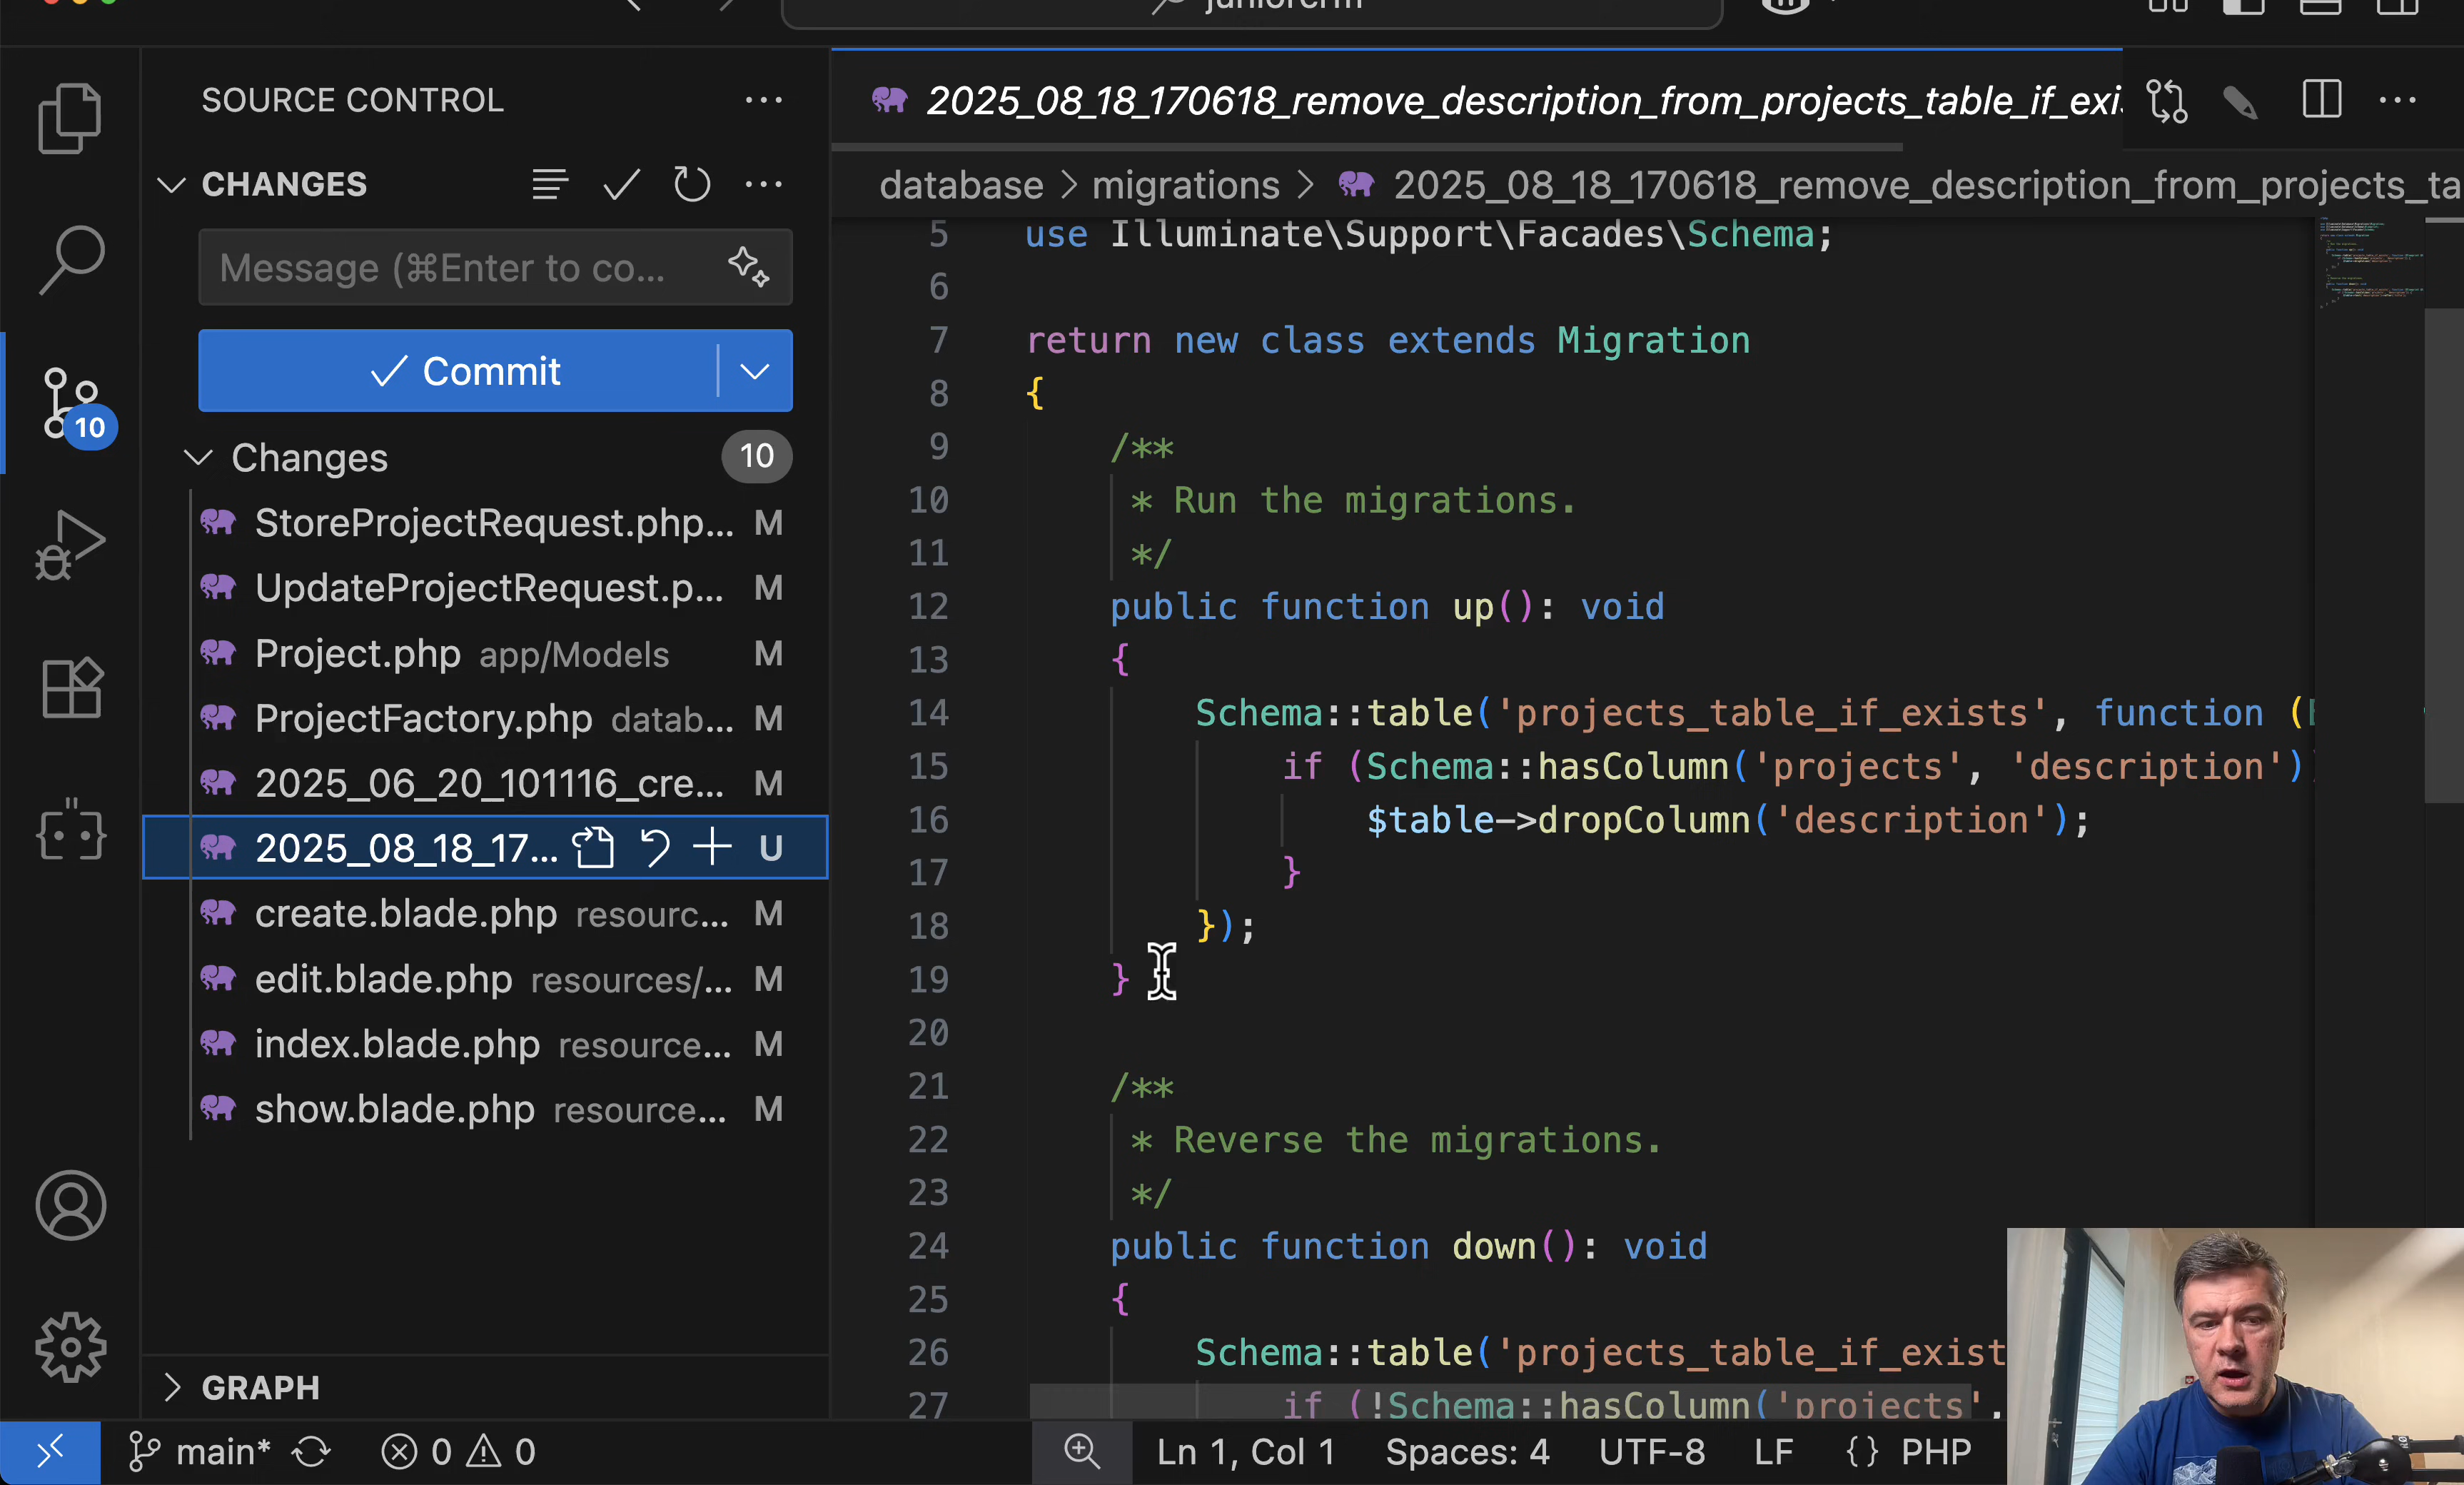 SOURCE CONTROL
CHANGES
Message (⌘Enter to co...
Commit
Changes 10
StoreProjectRequest.php... M
UpdateProjectRequest.p... M
Project.php app/Models M
ProjectFactory.php datab... M
2025_06_20_101116_cre... M
2025_08_18_17... U
create.blade.php resourc... M
edit.blade.php resources/... M
index.blade.php resource... M
show.blade.php resource... M
GRAPH
10
2025_08_18_170618_remove_description_from_projects_table_if_exi
database > migrations > 2025_08_18_170618_remove_description_from_projects_ta
5 use Illuminate\Support\Facades\Schema;
6
7 return new class extends Migration
8 {
9 /**
10 * Run the migrations.
11 */
12 public function up(): void
13 {
14 Schema::table('projects_table_if_exists', function (
15 if (Schema::hasColumn('projects', 'description')
16 $table->dropColumn('description');
17 }
18 });
19 }
20
21 /**
22 * Reverse the migrations.
23 */
24 public function down(): void
25 {
26 Schema::table('projects_table_if_exist
27 if (!Schema::hasColumn('projects',
main* 0 0 Ln 1, Col 1 Spaces: 4 UTF-8 LF {} PHP